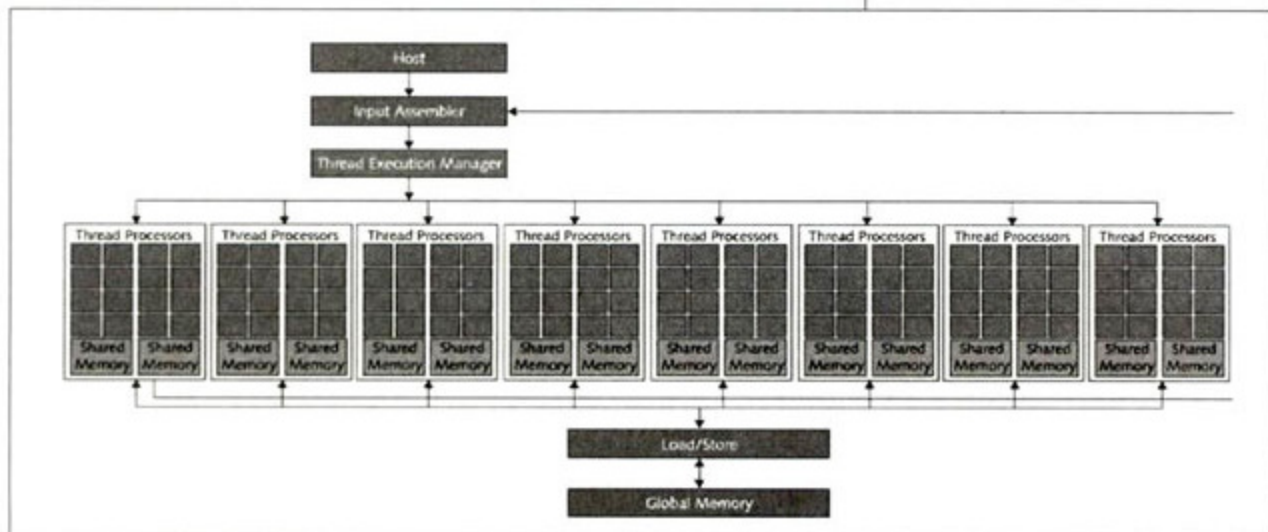 Host
Input Assembler
Thread Execution Manager
Thread Processors Thread Processors Thread Processors Thread Processors Thread Processors Thread Processors Thread Processors Thread Processors
Shared Shared Shared Shared Shared Shared Shared Shared Shared Shared Shared Shared Shared Shared Shared Shared
Memory Memory Memory Memory Memory Memory Memory Memory Memory Memory Memory Memory Memory Memory Memory Memory
Load/Store
Global Memory